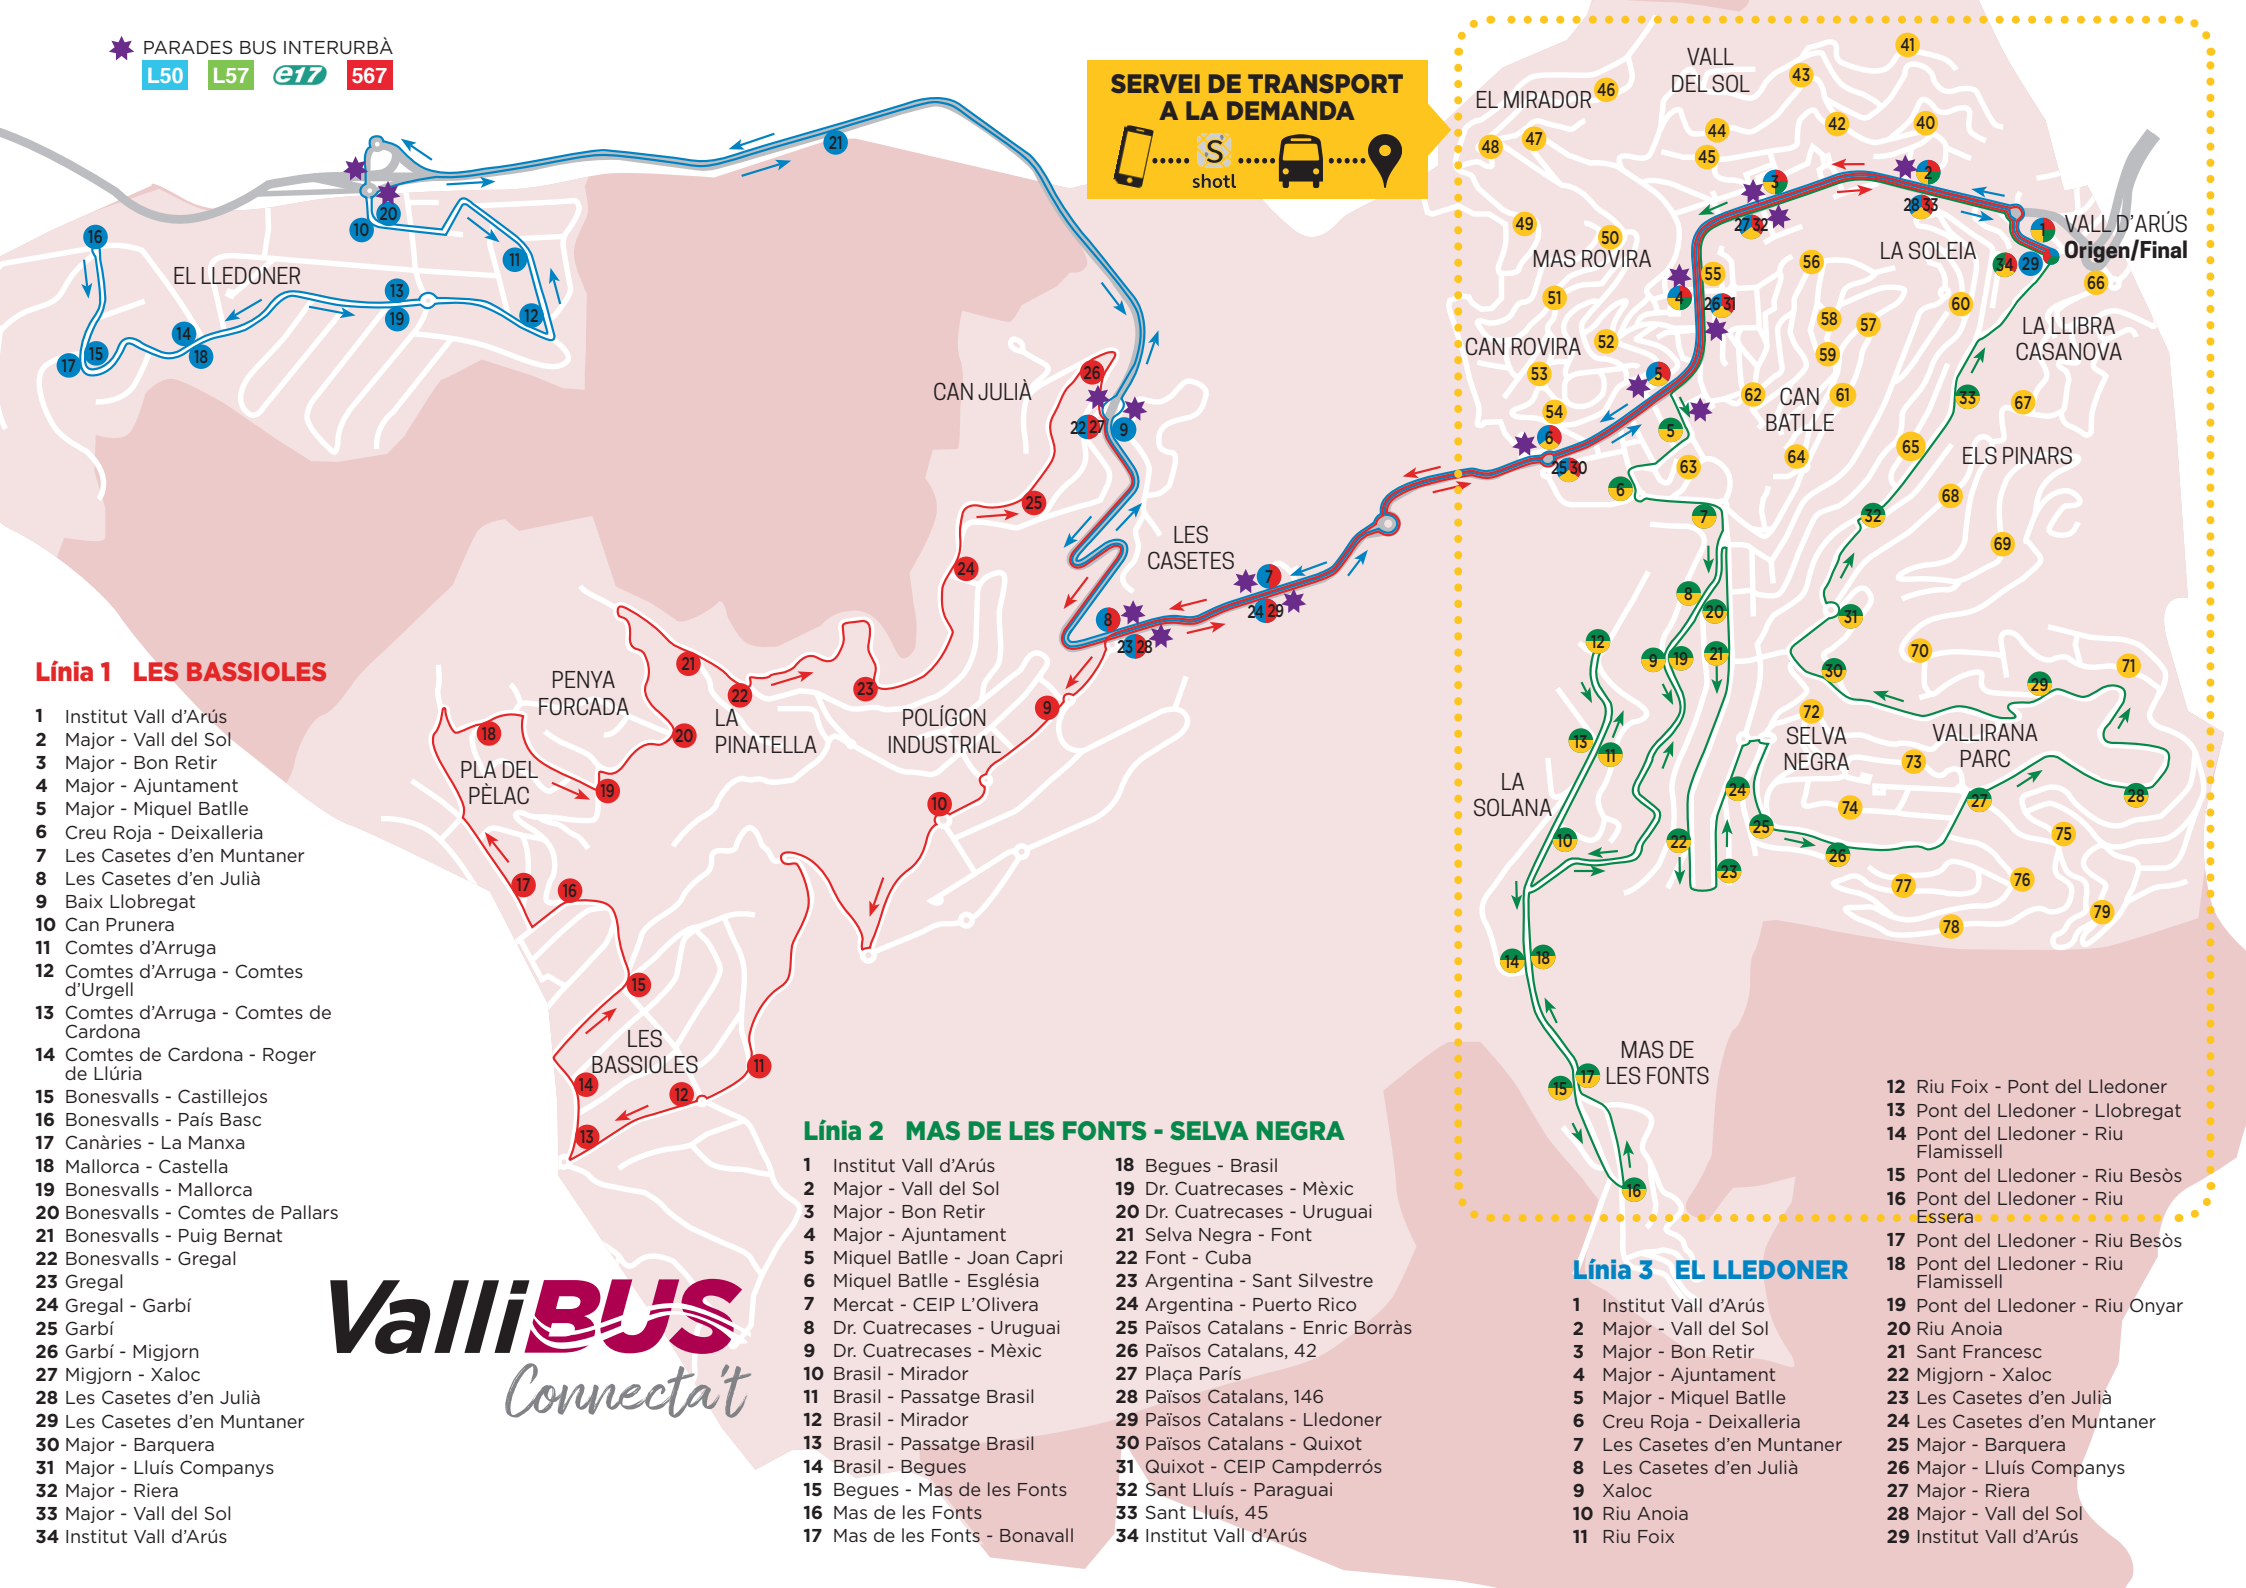 PARADES BUS INTERURBÀ
L50 L57 e17 567
SERVEI DE TRANSPORT
A LA DEMANDA
S
shotl
VALL
DEL SOL
EL MIRADOR
MAS ROVIRA
CAN ROVIRA
LA SOLEIA
VALL D'ARÚS
Origen/Final
LA LLIBRA
CASANOVA
CAN
BATLLE
ELS PINARS
EL LLEDONER
CAN JULIÀ
LES
CASETES
PENYA
FORCADA
LA
PINATELLA
POLÍGON
INDUSTRIAL
PLA DEL
PÈLAC
LES
BASSIOLES
LA
SOLANA
SELVA
NEGRA
VALLIRANA
PARC
MAS DE
LES FONTS
Línia 1 LES BASSIOLES
1 Institut Vall d'Arús
2 Major - Vall del Sol
3 Major - Bon Retir
4 Major - Ajuntament
5 Major - Miquel Batlle
6 Creu Roja - Deixalleria
7 Les Casetes d'en Muntaner
8 Les Casetes d'en Julià
9 Baix Llobregat
10 Can Prunera
11 Comtes d'Arruga
12 Comtes d'Arruga - Comtes
d'Urgell
13 Comtes d'Arruga - Comtes de
Cardona
14 Comtes de Cardona - Roger
de Llúria
15 Bonesvalls - Castillejos
16 Bonesvalls - País Basc
17 Canàries - La Manxa
18 Mallorca - Castella
19 Bonesvalls - Mallorca
20 Bonesvalls - Comtes de Pallars
21 Bonesvalls - Puig Bernat
22 Bonesvalls - Gregal
23 Gregal
24 Gregal - Garbí
25 Garbí
26 Garbí - Migjorn
27 Migjorn - Xaloc
28 Les Casetes d'en Julià
29 Les Casetes d'en Muntaner
30 Major - Barquera
31 Major - Lluís Companys
32 Major - Riera
33 Major - Vall del Sol
34 Institut Vall d'Arús
ValliBUS
Connecta't
Línia 2 MAS DE LES FONTS - SELVA NEGRA
1 Institut Vall d'Arús
2 Major - Vall del Sol
3 Major - Bon Retir
4 Major - Ajuntament
5 Miquel Batlle - Joan Capri
6 Miquel Batlle - Església
7 Mercat - CEIP L'Olivera
8 Dr. Cuatrecases - Uruguai
9 Dr. Cuatrecases - Mèxic
10 Brasil - Mirador
11 Brasil - Passatge Brasil
12 Brasil - Mirador
13 Brasil - Passatge Brasil
14 Brasil - Begues
15 Begues - Mas de les Fonts
16 Mas de les Fonts
17 Mas de les Fonts - Bonavall
18 Begues - Brasil
19 Dr. Cuatrecases - Mèxic
20 Dr. Cuatrecases - Uruguai
21 Selva Negra - Font
22 Font - Cuba
23 Argentina - Sant Silvestre
24 Argentina - Puerto Rico
25 Països Catalans - Enric Borràs
26 Països Catalans, 42
27 Plaça París
28 Països Catalans, 146
29 Països Catalans - Lledoner
30 Països Catalans - Quixot
31 Quixot - CEIP Campderrós
32 Sant Lluís - Paraguai
33 Sant Lluís, 45
34 Institut Vall d'Arús
Línia 3 EL LLEDONER
1 Institut Vall d'Arús
2 Major - Vall del Sol
3 Major - Bon Retir
4 Major - Ajuntament
5 Major - Miquel Batlle
6 Creu Roja - Deixalleria
7 Les Casetes d'en Muntaner
8 Les Casetes d'en Julià
9 Xaloc
10 Riu Anoia
11 Riu Foix
12 Riu Foix - Pont del Lledoner
13 Pont del Lledoner - Llobregat
14 Pont del Lledoner - Riu
Flamissell
15 Pont del Lledoner - Riu Besòs
16 Pont del Lledoner - Riu
Essera
17 Pont del Lledoner - Riu Besòs
18 Pont del Lledoner - Riu
Flamissell
19 Pont del Lledoner - Riu Onyar
20 Riu Anoia
21 Sant Francesc
22 Migjorn - Xaloc
23 Les Casetes d'en Julià
24 Les Casetes d'en Muntaner
25 Major - Barquera
26 Major - Lluís Companys
27 Major - Riera
28 Major - Vall del Sol
29 Institut Vall d'Arús